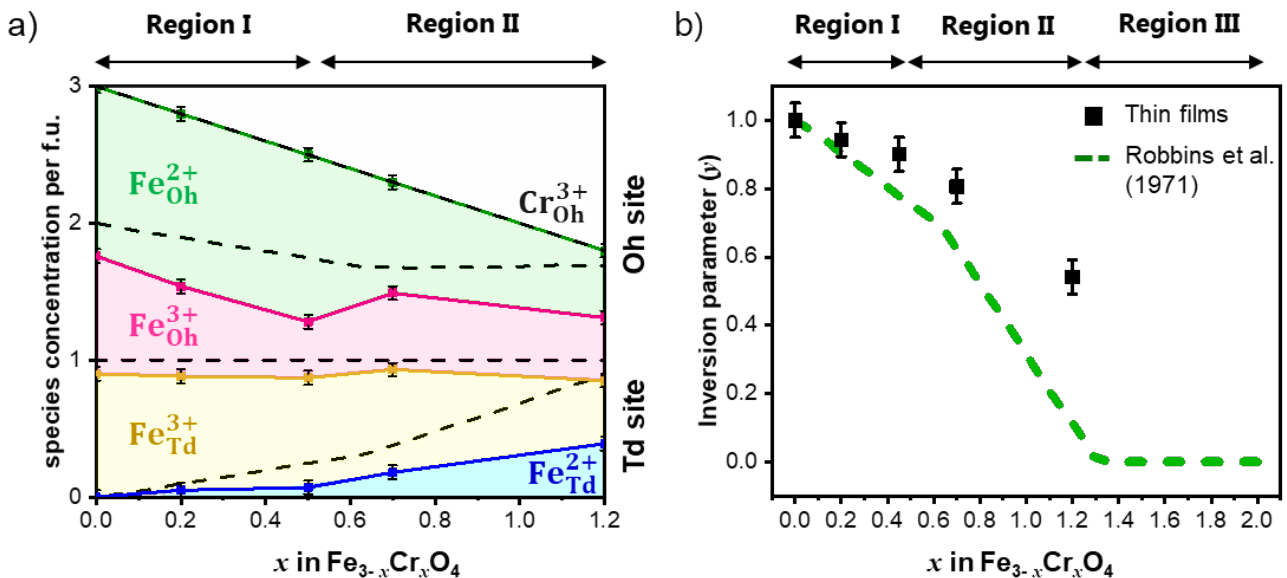 a)
Region I
Region II
3
2
1
0
species concentration per f.u.
Fe²⁺Oh
Cr³⁺Oh
Fe³⁺Oh
Fe³⁺Td
Fe²⁺Td
Oh site
Td site
0.0 0.2 0.4 0.6 0.8 1.0 1.2
x in Fe₃₋ₓCrₓO₄
b)
Region I
Region II
Region III
1.0
0.8
0.6
0.4
0.2
0.0
Inversion parameter (y)
Thin films
Robbins et al.
(1971)
0.0 0.2 0.4 0.6 0.8 1.0 1.2 1.4 1.6 1.8 2.0
x in Fe₃₋ₓCrₓO₄